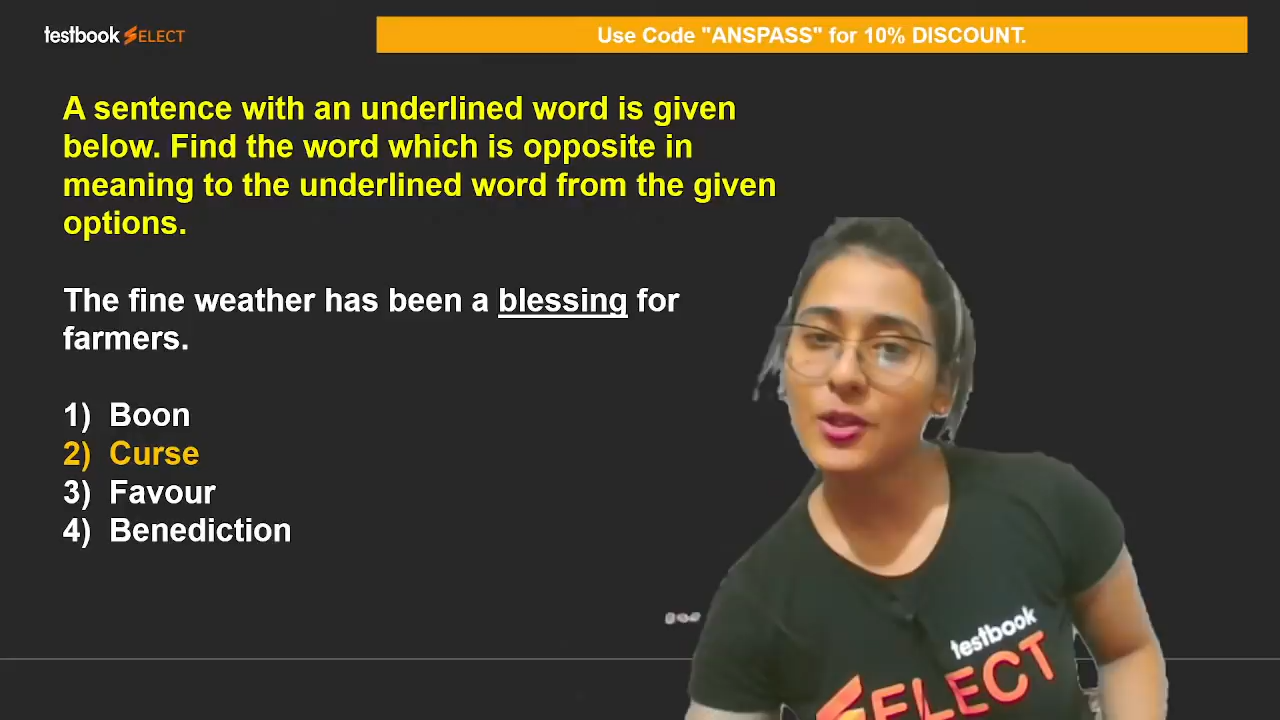 testbook SELECT
Use Code "ANSPASS" for 10% DISCOUNT.
A sentence with an underlined word is given
below. Find the word which is opposite in
meaning to the underlined word from the given
options.
The fine weather has been a blessing for
farmers.
1) Boon
2) Curse
3) Favour
4) Benediction
testbook
SELECT